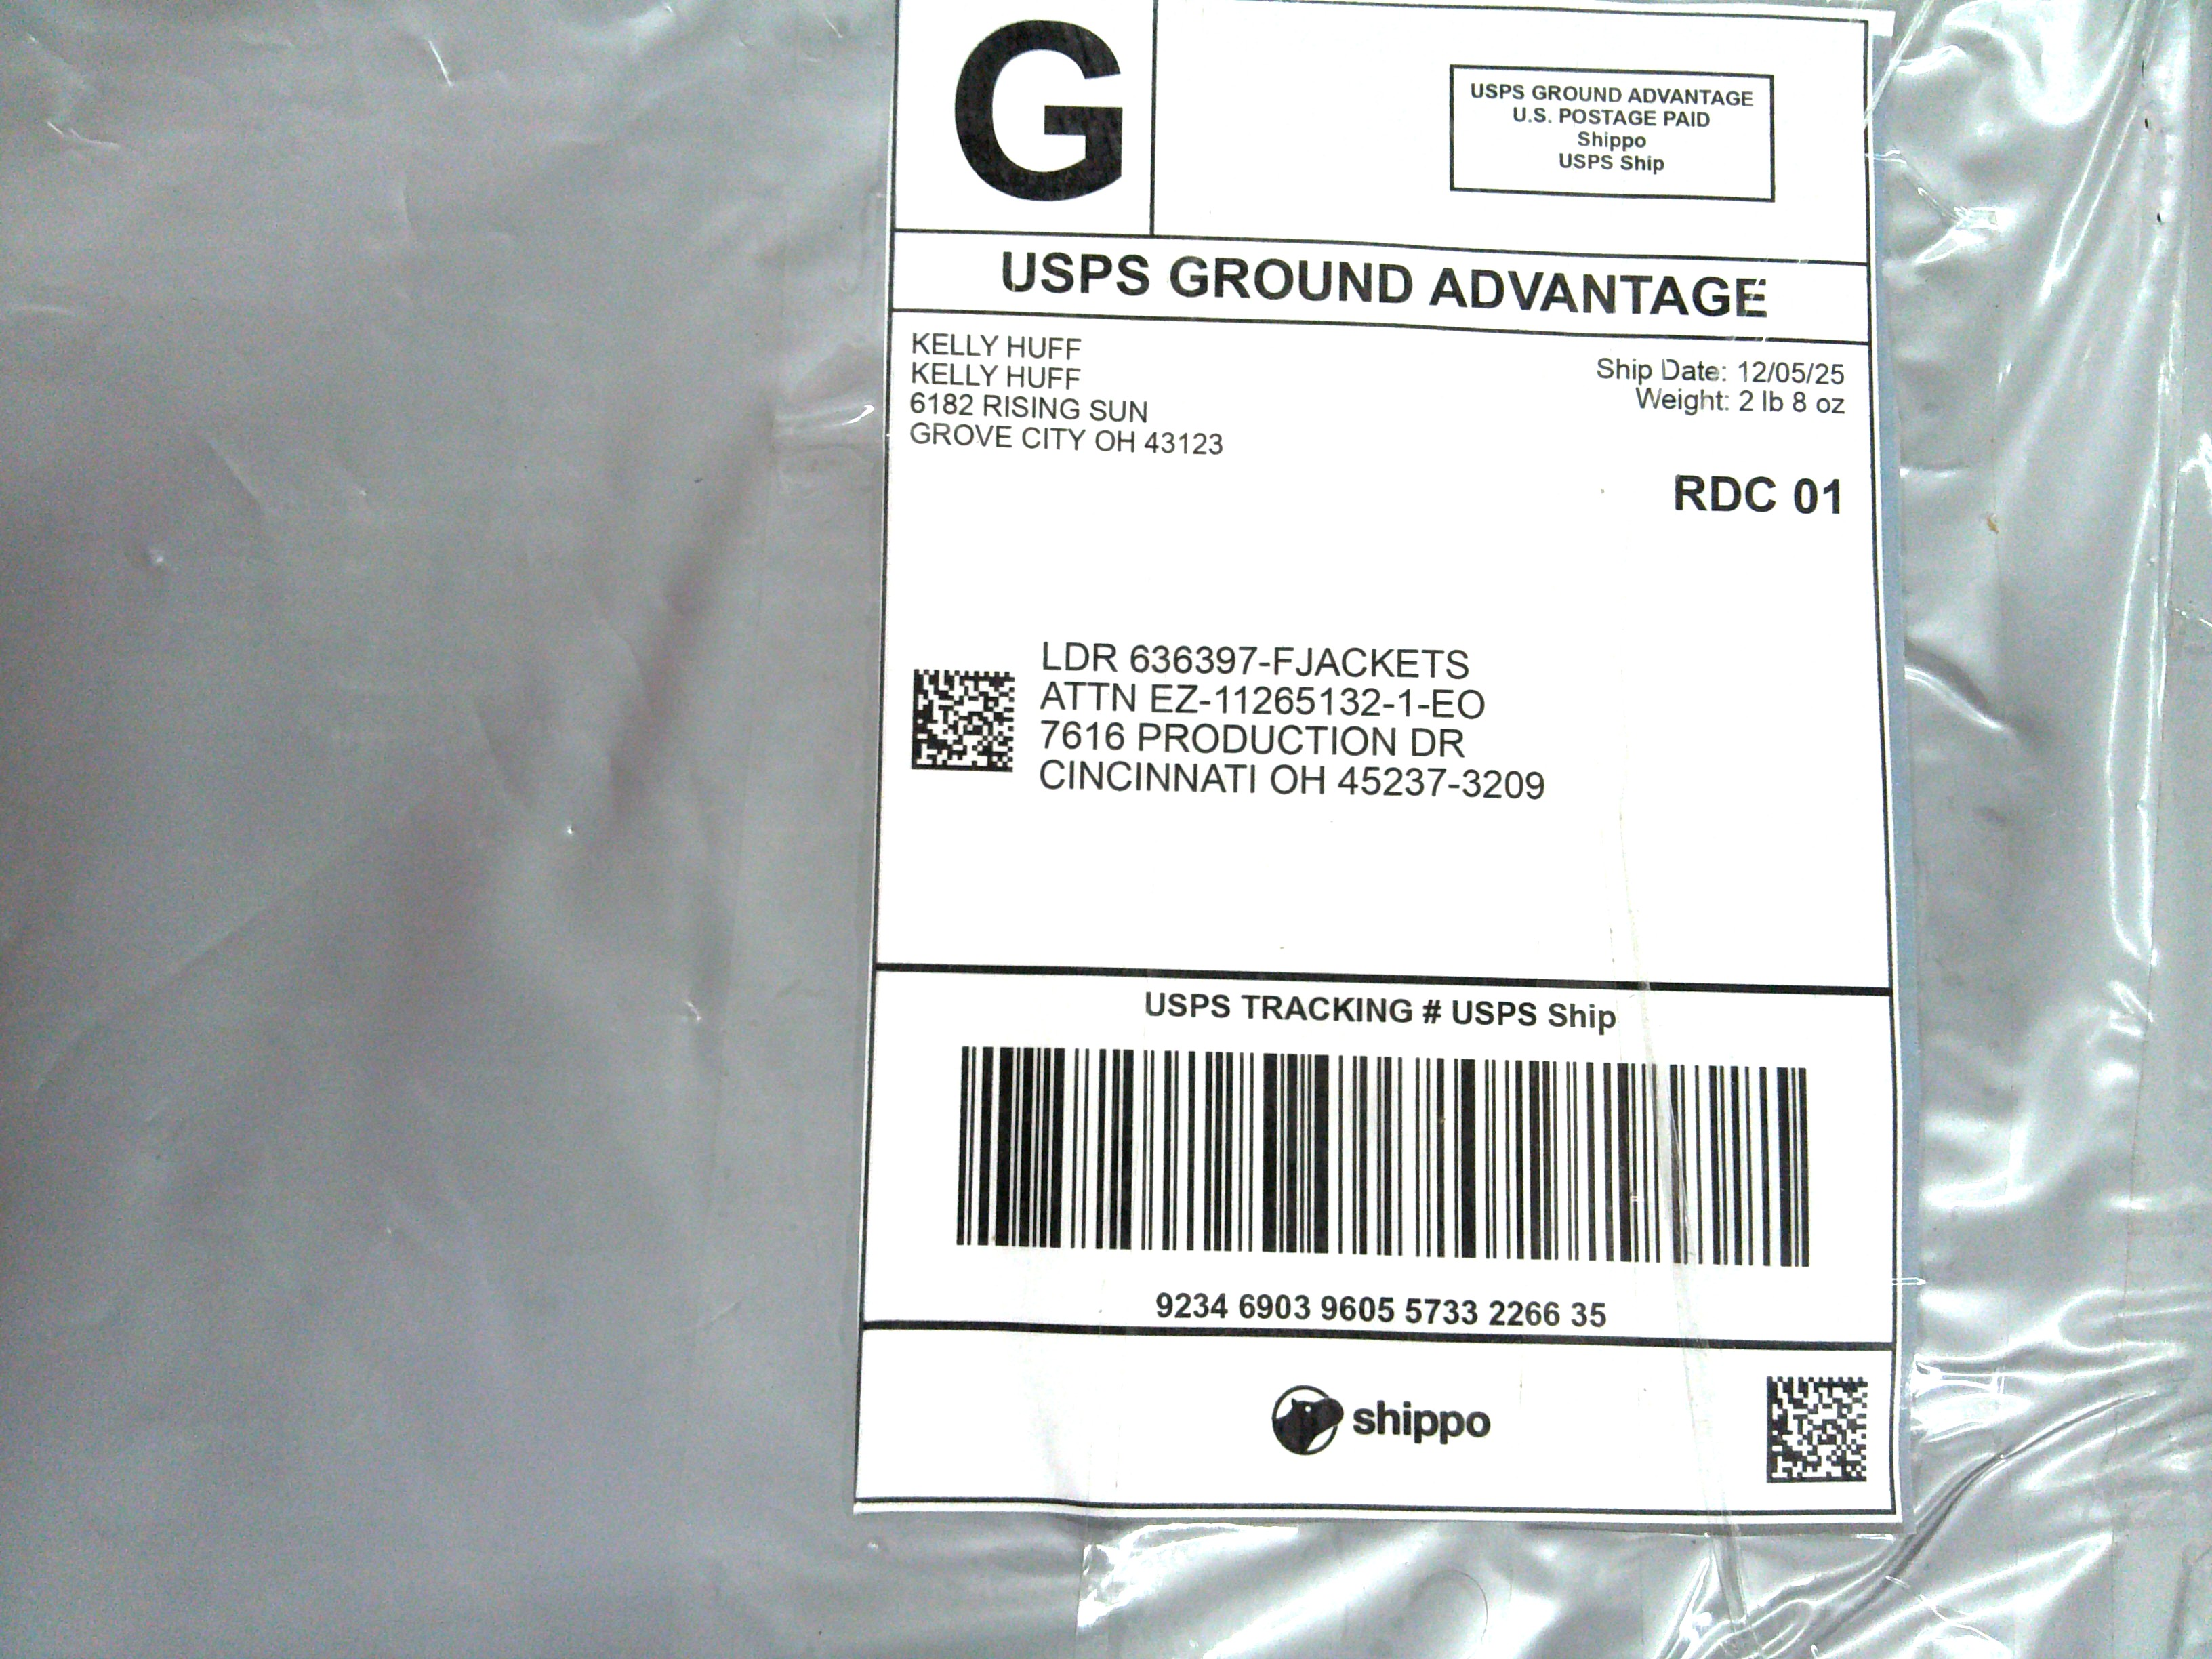 G
USPS GROUND ADVANTAGE
U.S. POSTAGE PAID
Shippo
USPS Ship
USPS GROUND ADVANTAGE
KELLY HUFF
KELLY HUFF
6182 RISING SUN
GROVE CITY OH 43123
Ship Date: 12/05/25
Weight: 2 lb 8 oz
RDC 01
LDR 636397-FJACKETS
ATTN EZ-11265132-1-EO
7616 PRODUCTION DR
CINCINNATI OH 45237-3209
USPS TRACKING # USPS Ship
9234 6903 9605 5733 2266 35
shippo